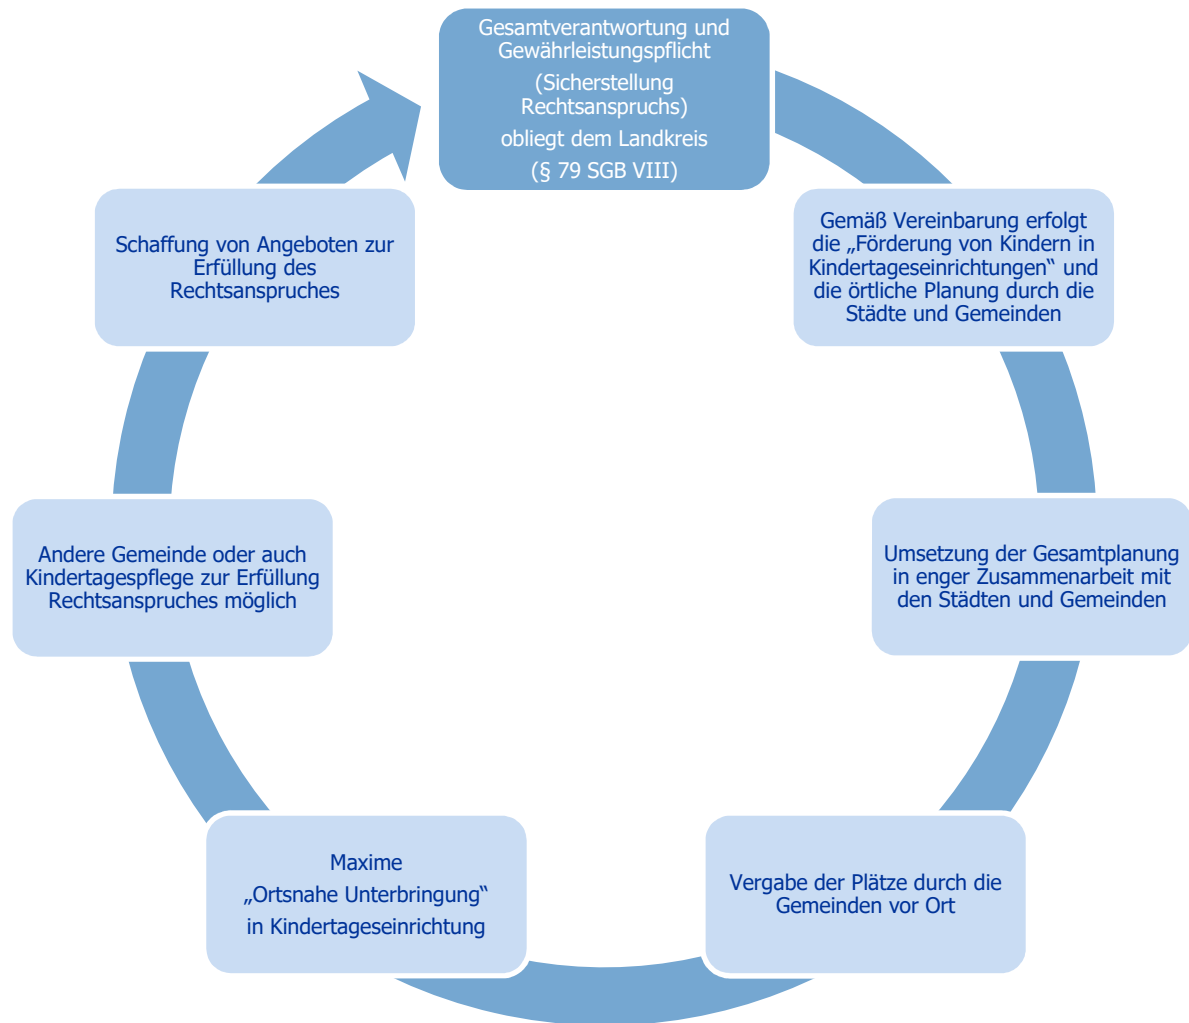 Gesamtverantwortung und
Gewährleistungspflicht
(Sicherstellung
Rechtsanspruchs)
obliegt dem Landkreis
(§ 79 SGB VIII)
Gemäß Vereinbarung erfolgt
die „Förderung von Kindern in
Kindertageseinrichtungen“ und
die örtliche Planung durch die
Städte und Gemeinden
Umsetzung der Gesamtplanung
in enger Zusammenarbeit mit
den Städten und Gemeinden
Vergabe der Plätze durch die
Gemeinden vor Ort
Maxime
„Ortsnahe Unterbringung“
in Kindertageseinrichtung
Andere Gemeinde oder auch
Kindertagespflege zur Erfüllung
Rechtsanspruches möglich
Schaffung von Angeboten zur
Erfüllung des
Rechtsanspruches